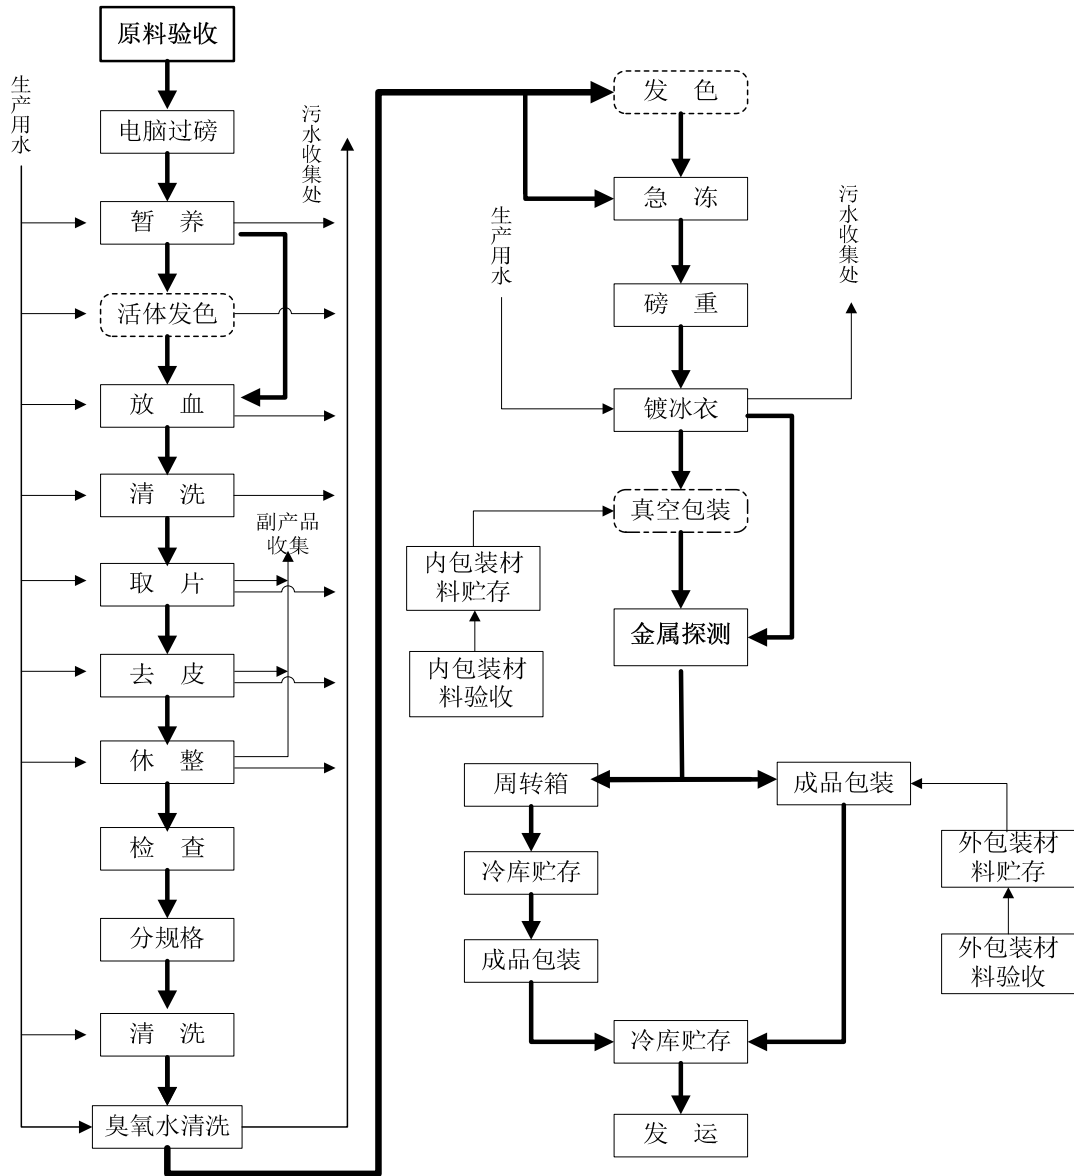 原料验收
生产用水
电脑过磅
污水收集处
暂 养
活体发色
放 血
清 洗
副产品
收集
取 片
去 皮
休 整
检 查
分规格
清 洗
臭氧水清洗
发 色
急 冻
生产用水
污水收集处
磅 重
镀冰衣
真空包装
内包装材
料贮存
金属探测
内包装材
料验收
周转箱
成品包装
冷库贮存
外包装材
料贮存
成品包装
外包装材
料验收
冷库贮存
发 运